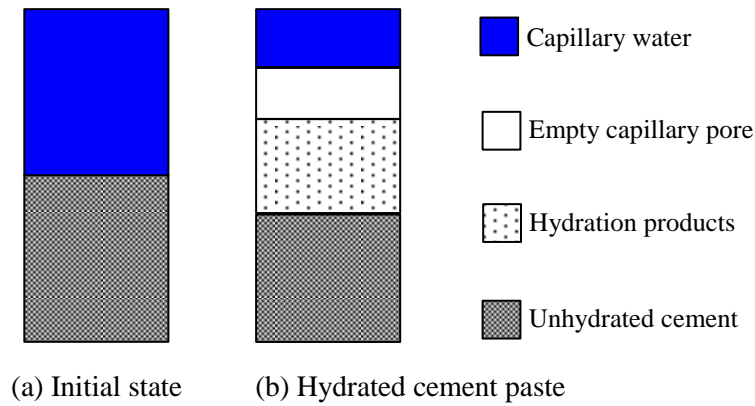 Capillary water
Empty capillary pore
Hydration products
Unhydrated cement
(a) Initial state
(b) Hydrated cement paste